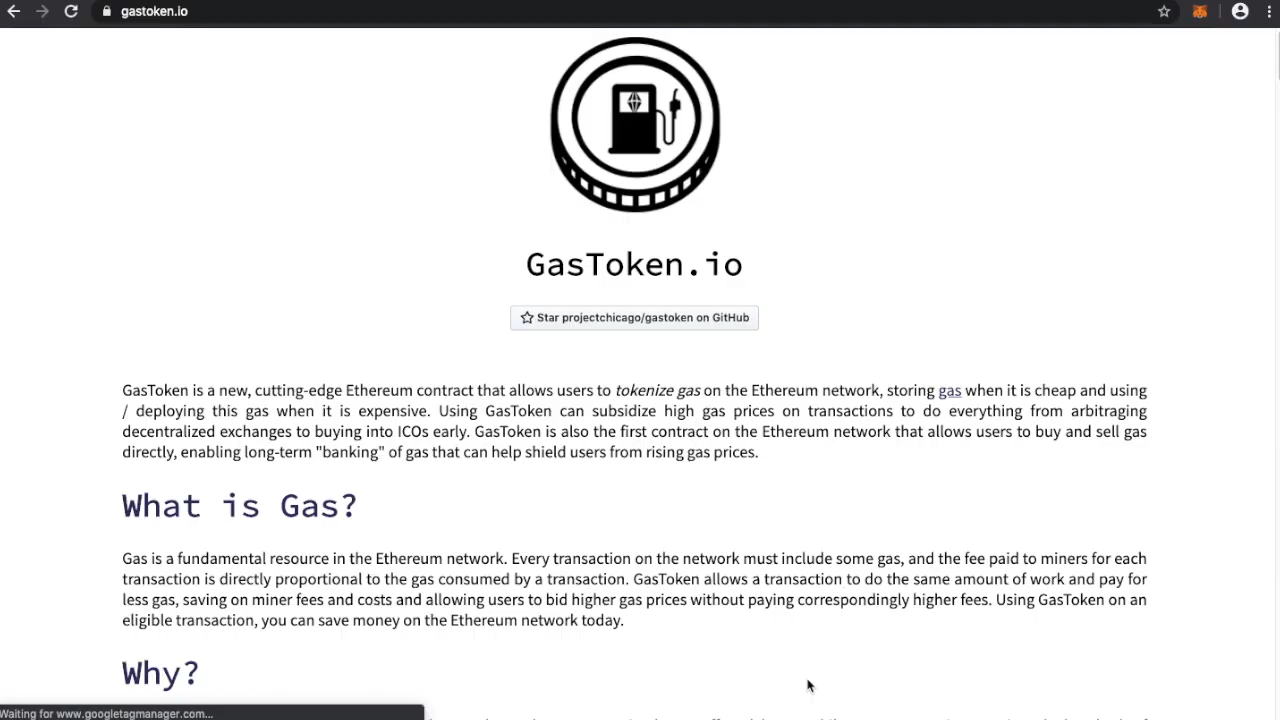 gastoken.io
GasToken.io
Star projectchicago/gastoken on GitHub
GasToken is a new, cutting-edge Ethereum contract that allows users to tokenize gas on the Ethereum network, storing gas when it is cheap and using
/ deploying this gas when it is expensive. Using GasToken can subsidize high gas prices on transactions to do everything from arbitraging
decentralized exchanges to buying into ICOs early. GasToken is also the first contract on the Ethereum network that allows users to buy and sell gas
directly, enabling long-term "banking" of gas that can help shield users from rising gas prices.
What is Gas?
Gas is a fundamental resource in the Ethereum network. Every transaction on the network must include some gas, and the fee paid to miners for each
transaction is directly proportional to the gas consumed by a transaction. GasToken allows a transaction to do the same amount of work and pay for
less gas, saving on miner fees and costs and allowing users to bid higher gas prices without paying correspondingly higher fees. Using GasToken on an
eligible transaction, you can save money on the Ethereum network today.
Why?
Waiting for www.googletagmanager.com...